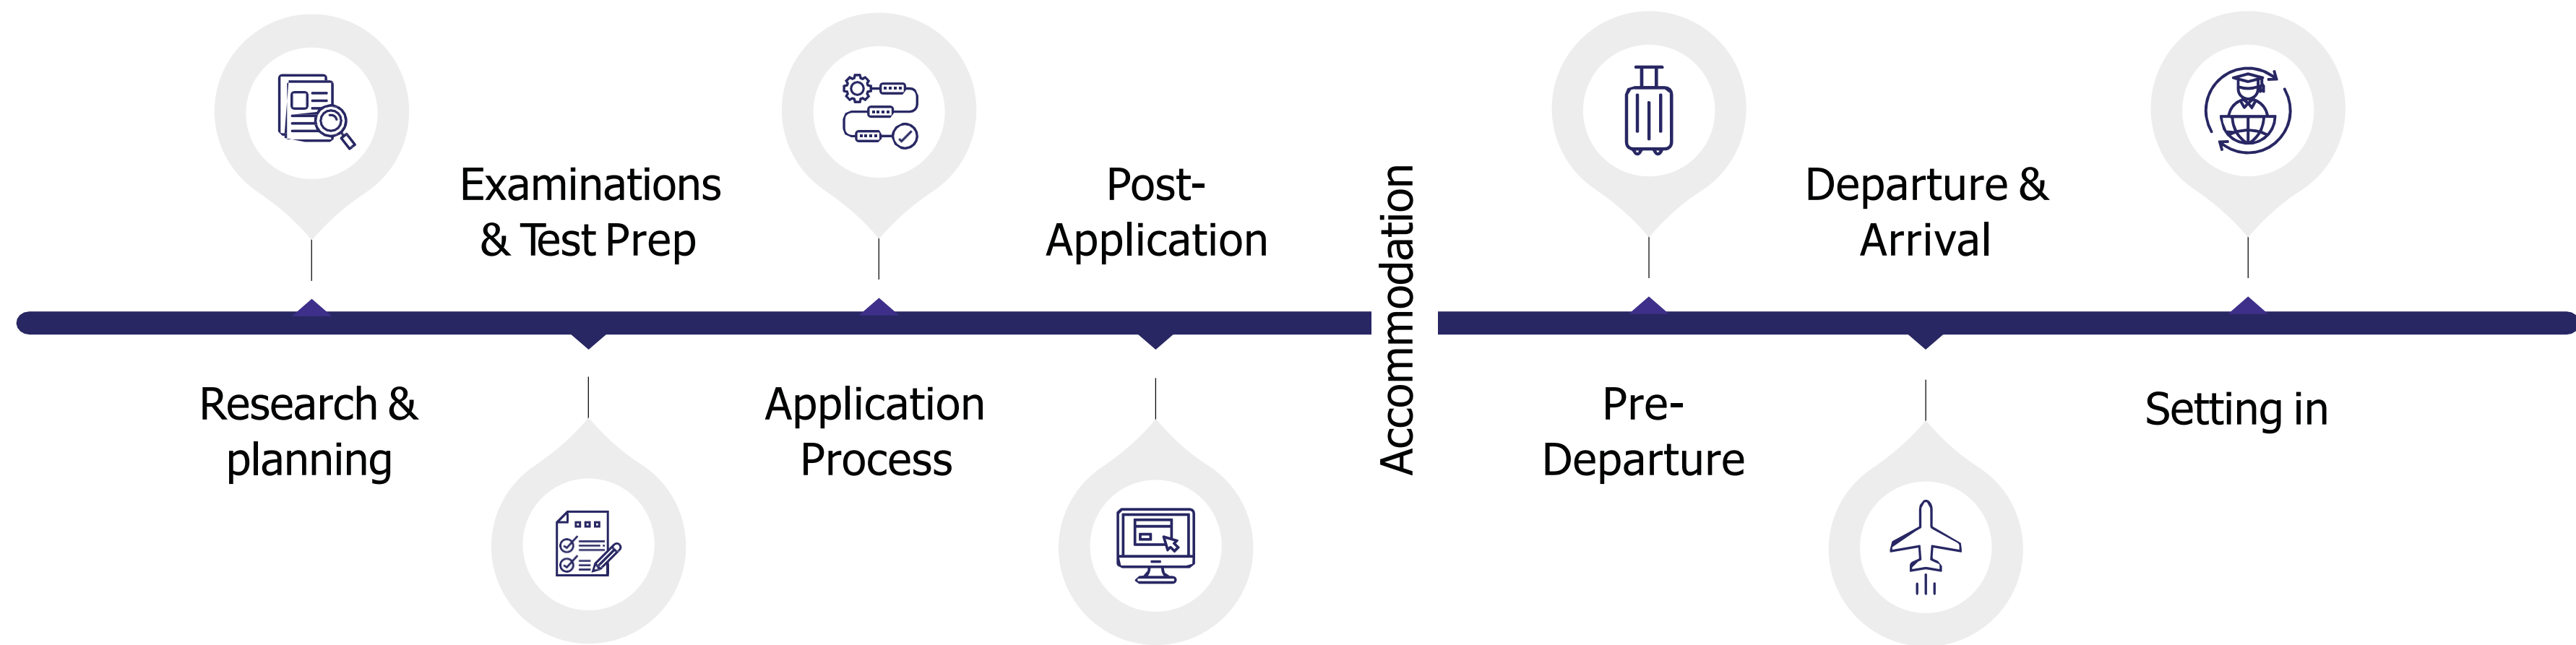 Research &
planning
Examinations
& Test Prep
Application
Process
Post-
Application
Accommodation
Pre-
Departure
Departure &
Arrival
Setting in